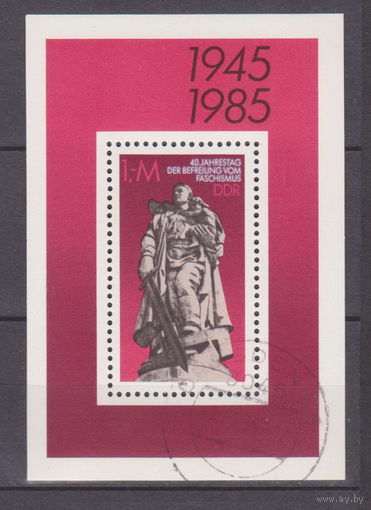 1945
1985
1,-M
40. JAHRESTAG
DER BEFREIUNG VOM
FASCHISMUS
DDR
www.ay.by